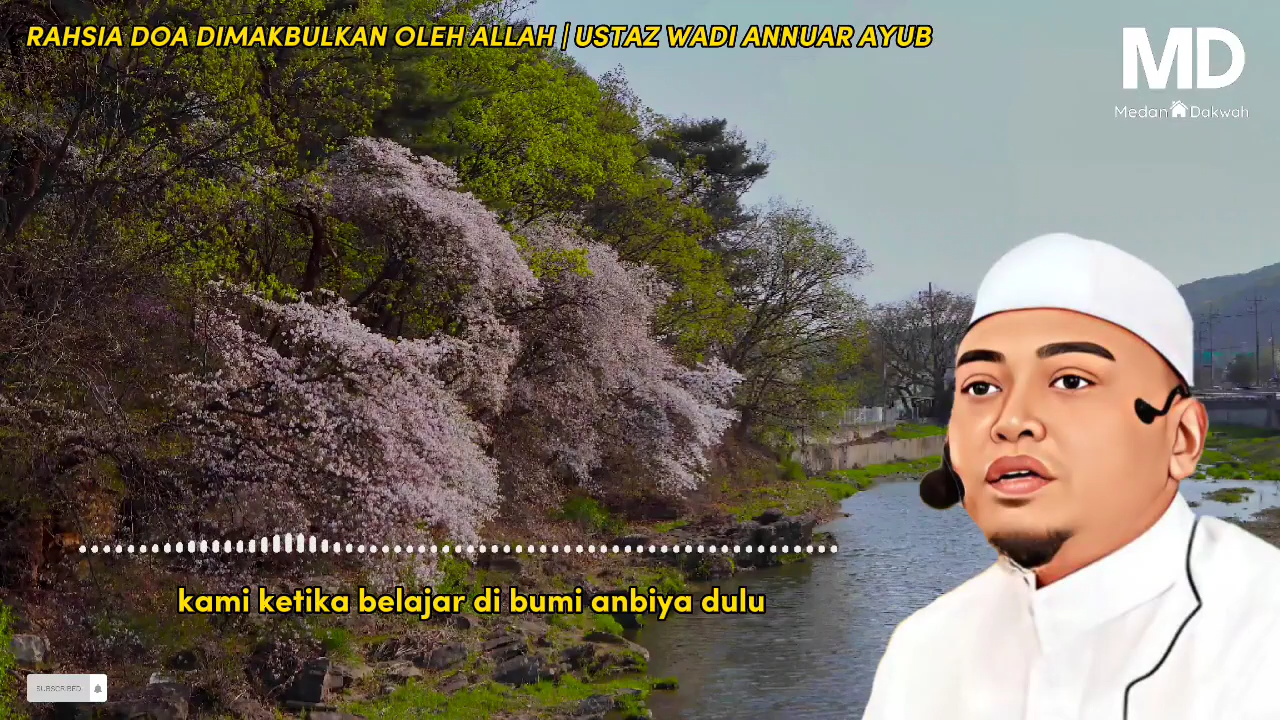 RAHSIA DOA DIMAKBULKAN OLEH ALLAH | USTAZ WADI ANNUAR AYUB
MD
Medan Dakwah
kami ketika belajar di bumi anbiya dulu
SUBSCRIBED